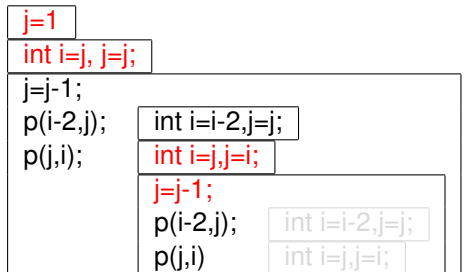 j=1
int i=j, j=j;
j=j-1;
p(i-2,j); int i=i-2,j=j;
p(j,i); int i=j,j=i;
j=j-1;
p(i-2,j); int i=i-2,j=j;
p(j,i) int i=j,j=i;